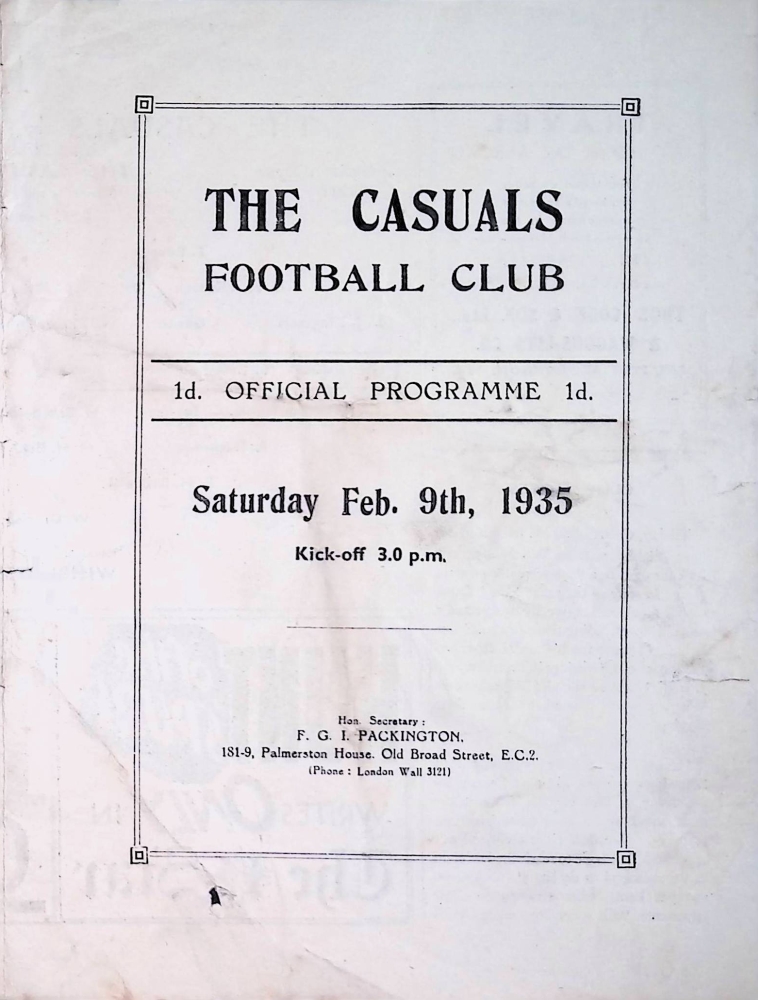 THE CASUALS
FOOTBALL CLUB
1d. OFFICIAL PROGRAMME 1d.
Saturday Feb. 9th, 1935
Kick-off 3.0 p.m.
Hon. Secretary :
F. G. I. PACKINGTON,
181-9, Palmerston House. Old Broad Street, E.C.2.
(Phone : London Wall 3121)